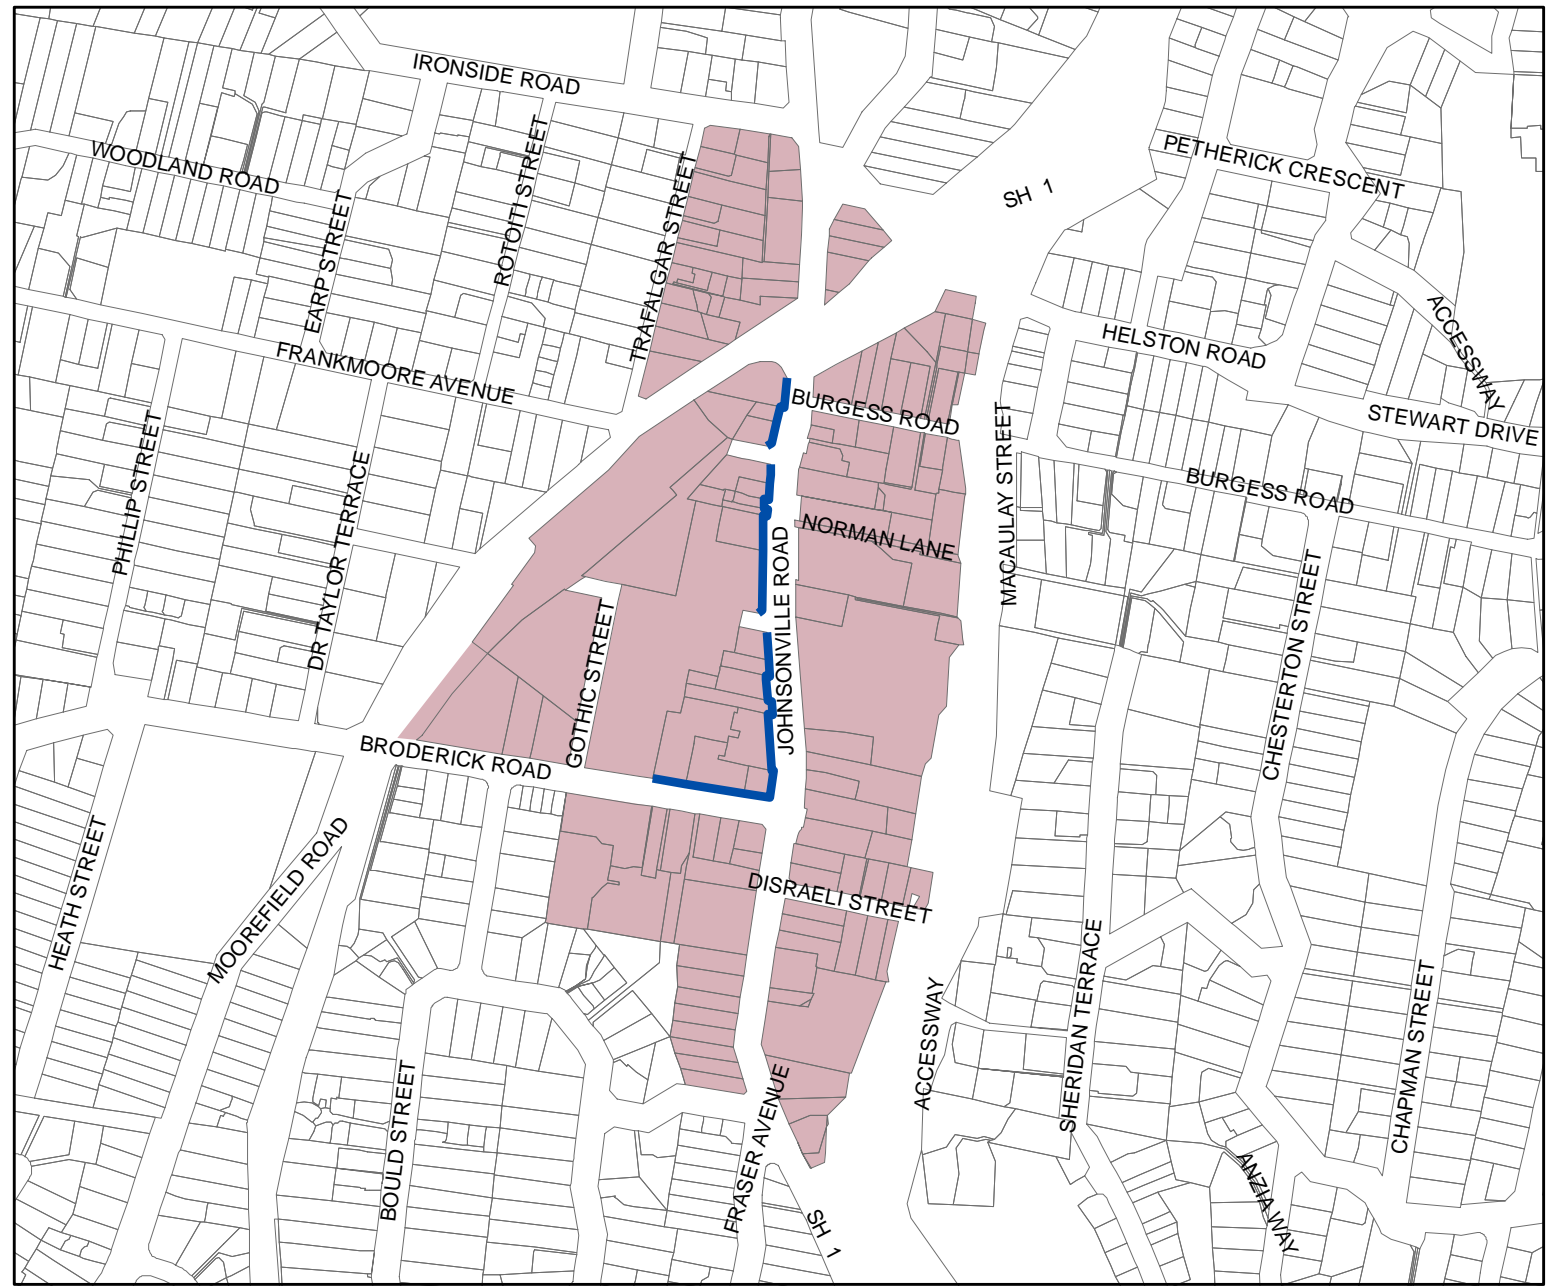 IRONSIDE ROAD
WOODLAND ROAD
ROTOITI STREET
TRAFALGAR STREET
PETHERICK CRESCENT
SH 1
EARP STREET
ACCESSWAY
HELSTON ROAD
FRANKMOORE AVENUE
BURGESS ROAD
STEWART DRIVE
PHILLIP STREET
DR TAYLOR TERRACE
MACAULAY STREET
BURGESS ROAD
NORMAN LANE
JOHNSONVILLE ROAD
GOTHIC STREET
CHESTERTON STREET
BRODERICK ROAD
HEATH STREET
MOOREFIELD ROAD
DISRAELI STREET
SHERIDAN TERRACE
ACCESSWAY
CHAPMAN STREET
BOULD STREET
FRASER AVENUE
ANZIA WAY
SH 1